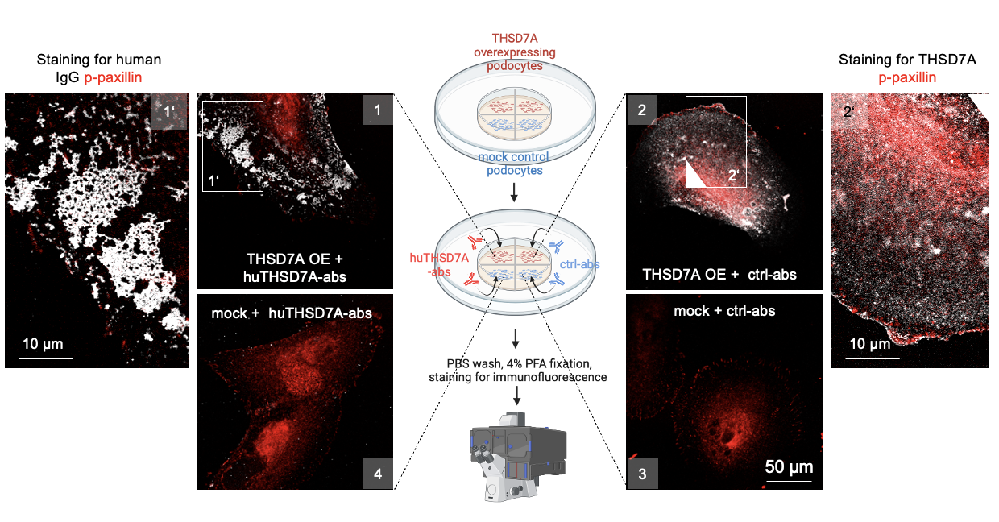 Staining for human
IgG p-paxillin
1‘
10 µm
1
1‘
THSD7A OE +
huTHSD7A-abs
mock + huTHSD7A-abs
4
THSD7A
overexpressing
podocytes
mock control
podocytes
huTHSD7A
-abs
ctrl-abs
PBS wash, 4% PFA fixation,
staining for immunofluorescence
2
2‘
THSD7A OE + ctrl-abs
mock + ctrl-abs
50 µm
3
Staining for THSD7A
p-paxillin
2‘
10 µm